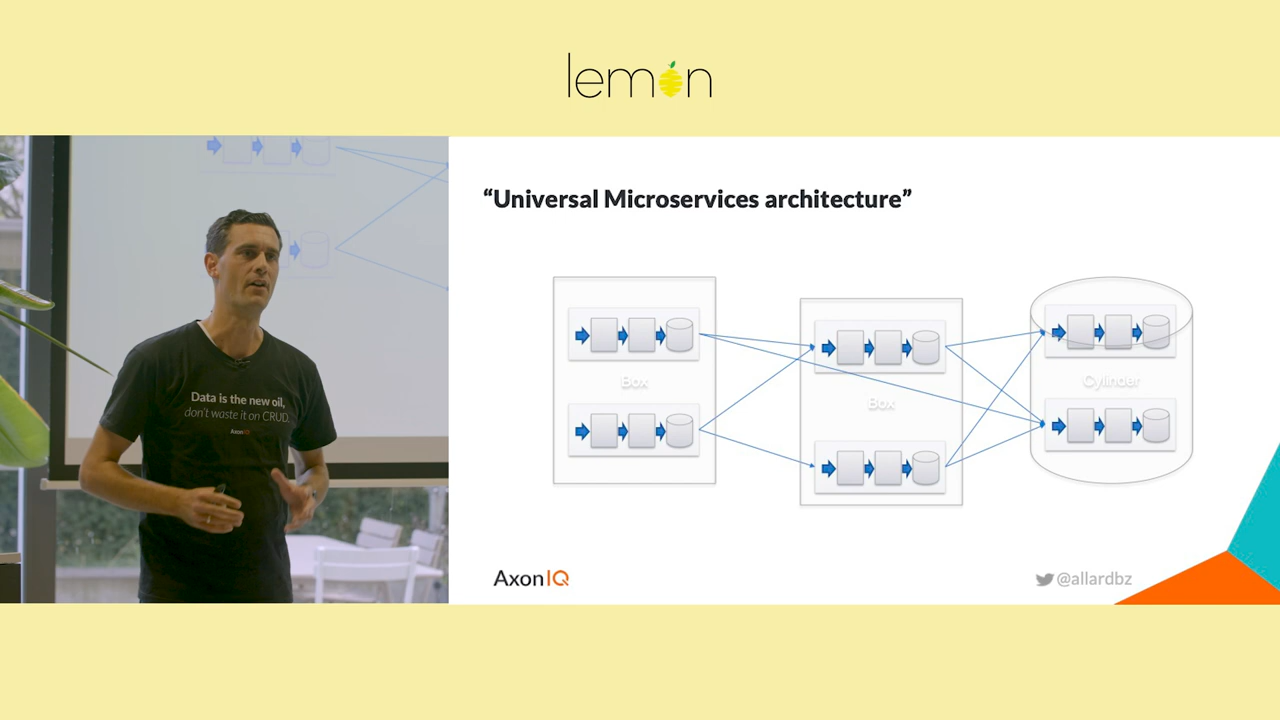 lemon
“Universal Microservices architecture”
Box
Box
Cylinder
Data is the new oil,
don't waste it on CRUD.
AxonIQ
AxonIQ
@allardbz